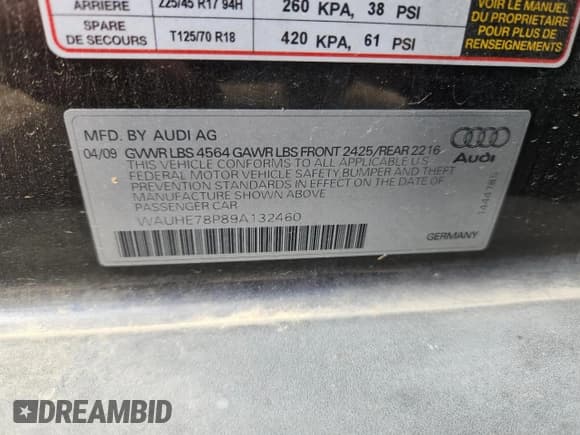 ARRIÈRE 225/45 R17 94H 260 KPA, 38 PSI
SPARE
DE SECOURS T125/70 R18 420 KPA, 61 PSI
VOIR LE MANUEL
DU PROPRIETAIRE
POUR PLUS DE
RENSEIGNEMENTS
MFD. BY AUDI AG
04/09 GVWR LBS 4564 GAWR LBS FRONT 2425/REAR 2216
THIS VEHICLE CONFORMS TO ALL APPLICABLE U.S.
FEDERAL MOTOR VEHICLE SAFETY BUMPER AND THEFT
PREVENTION STANDARDS IN EFFECT ON THE DATE OF
MANUFACTURE SHOWN ABOVE
PASSENGER CAR
WAUHE78P89A132460
Audi
1444785
GERMANY
DREAMBID